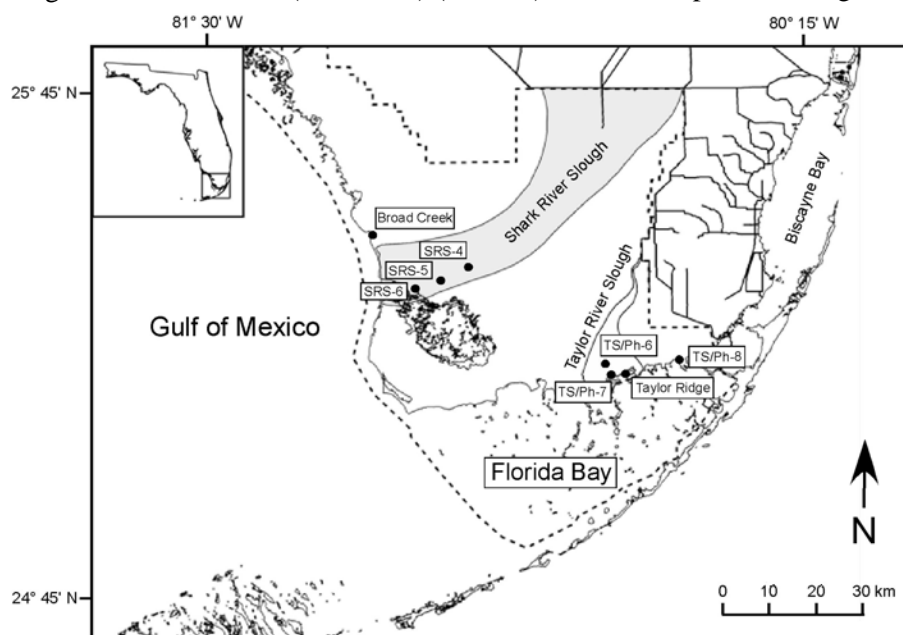 81° 30' W
80° 15' W
25° 45' N
Broad Creek
Shark River Slough
SRS-4
SRS-5
SRS-6
Biscayne Bay
Gulf of Mexico
Taylor River Slough
TS/Ph-6
TS/Ph-8
TS/Ph-7
Taylor Ridge
Florida Bay
N
24° 45' N
0 10 20 30 km